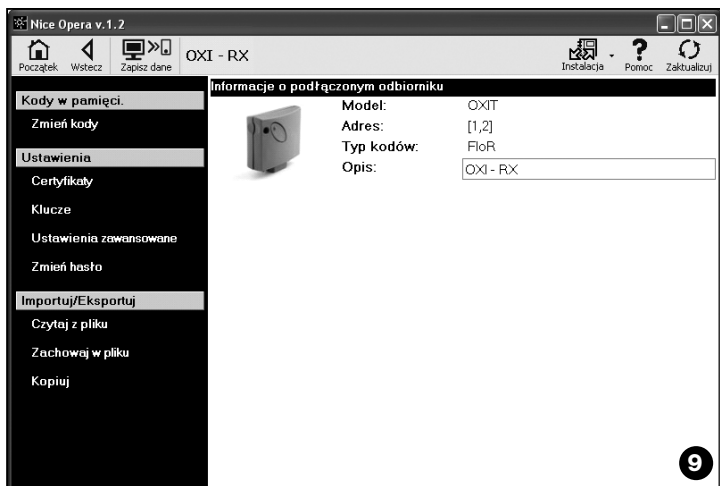 Nice Opera v.1.2
Początek
Wstecz
Zapisz dane
OXI - RX
Instalacja
Pomoc
Zaktualizuj
Kody w pamięci.
Zmień kody
Ustawienia
Certyfikaty
Klucze
Ustawienia zawansowane
Zmień hasło
Importuj/Eksportuj
Czytaj z pliku
Zachowaj w pliku
Kopiuj
Informacje o podłączonym odbiorniku
Model: OXIT
Adres: [1,2]
Typ kodów: FloR
Opis: OXI - RX
9